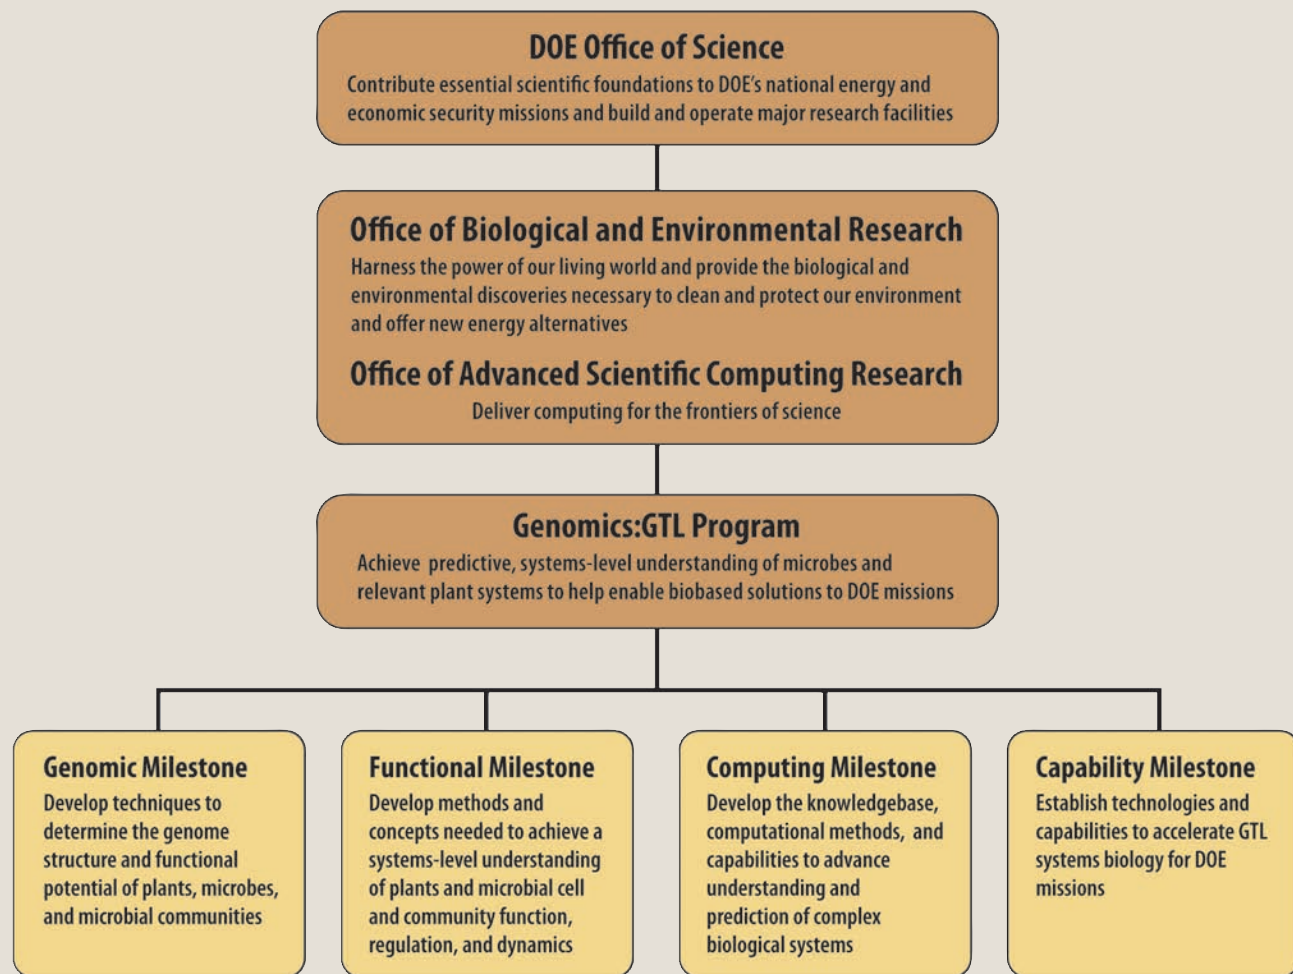 DOE Office of Science
Contribute essential scientific foundations to DOE's national energy and
economic security missions and build and operate major research facilities
Office of Biological and Environmental Research
Harness the power of our living world and provide the biological and
environmental discoveries necessary to clean and protect our environment
and offer new energy alternatives
Office of Advanced Scientific Computing Research
Deliver computing for the frontiers of science
Genomics:GTL Program
Achieve predictive, systems-level understanding of microbes and
relevant plant systems to help enable biobased solutions to DOE missions
Genomic Milestone
Develop techniques to
determine the genome
structure and functional
potential of plants, microbes,
and microbial communities
Functional Milestone
Develop methods and
concepts needed to achieve a
systems-level understanding
of plants and microbial cell
and community function,
regulation, and dynamics
Computing Milestone
Develop the knowledgebase,
computational methods, and
capabilities to advance
understanding and
prediction of complex
biological systems
Capability Milestone
Establish technologies and
capabilities to accelerate GTL
systems biology for DOE
missions